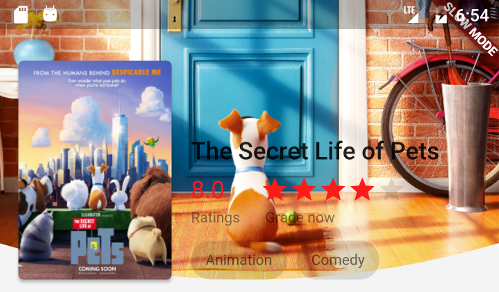 LTE
6:54
SLOW MODE
FROM THE HUMANS BEHIND DESPICABLE ME
Ever wonder what your pets do
when you're not home?
The Secret Life of Pets
8.0
Ratings
Grade now
ILLUMINATION
THE SECRET
LIFE OF
PETS
COMING SOON
Animation
Comedy